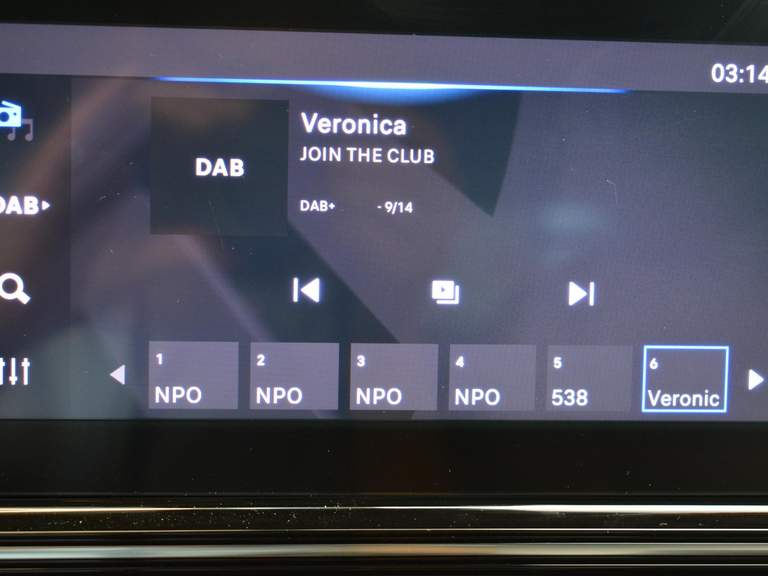 03:14
Veronica
JOIN THE CLUB
DAB
DAB+ - 9/14
DAB
1 NPO
2 NPO
3 NPO
4 NPO
5 538
6 Veronic